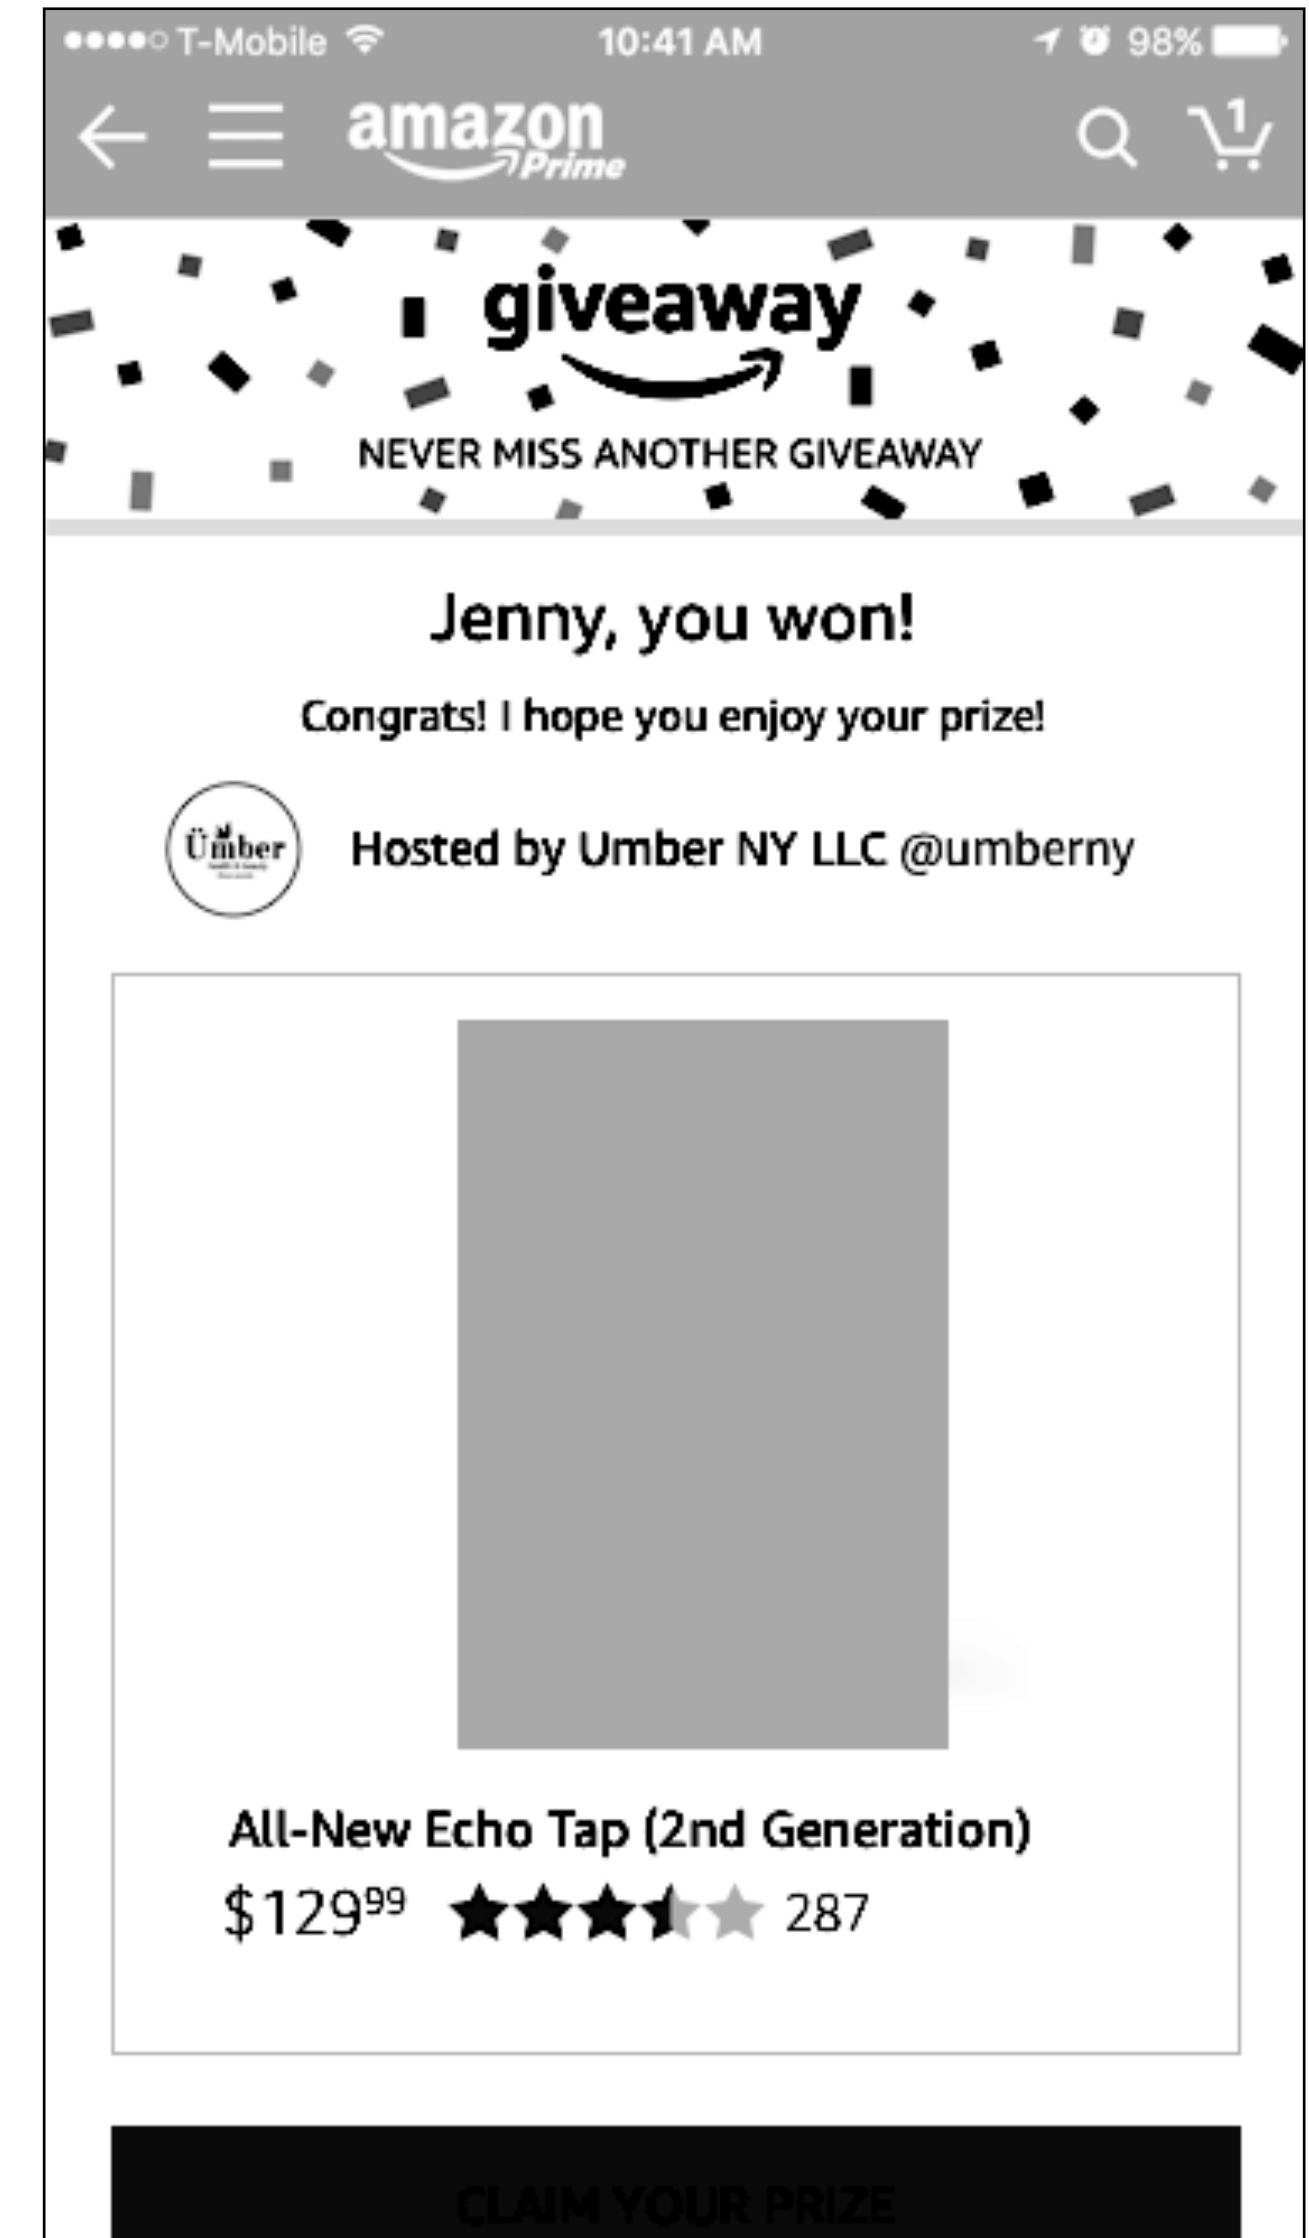 T-Mobile 10:41 AM 98%
amazon Prime 1
giveaway
NEVER MISS ANOTHER GIVEAWAY
Jenny, you won!
Congrats! I hope you enjoy your prize!
Ümber
Hosted by Umber NY LLC @umberny
All-New Echo Tap (2nd Generation)
$129⁹⁹ 287
CLAIM YOUR PRIZE